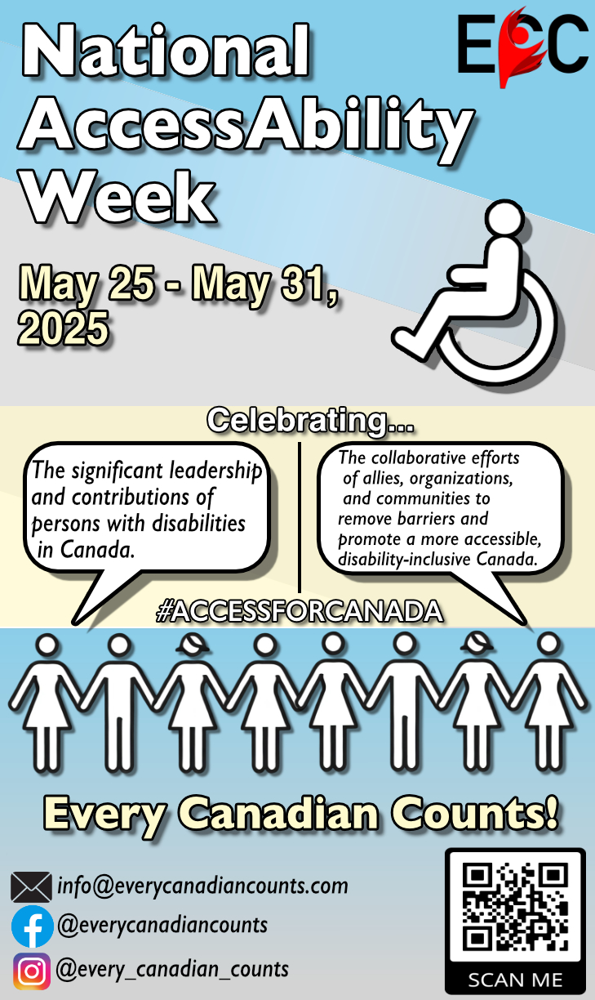 National
ECC
AccessAbility
Week
May 25 - May 31,
2025
Celebrating...
The significant leadership
and contributions of
persons with disabilities
in Canada.
The collaborative efforts
of allies, organizations,
and communities to
remove barriers and
promote a more accessible,
disability-inclusive Canada.
#ACCESSFORCANADA
Every Canadian Counts!
info@everycanadiancounts.com
@everycanadiancounts
@every_canadian_counts
SCAN ME